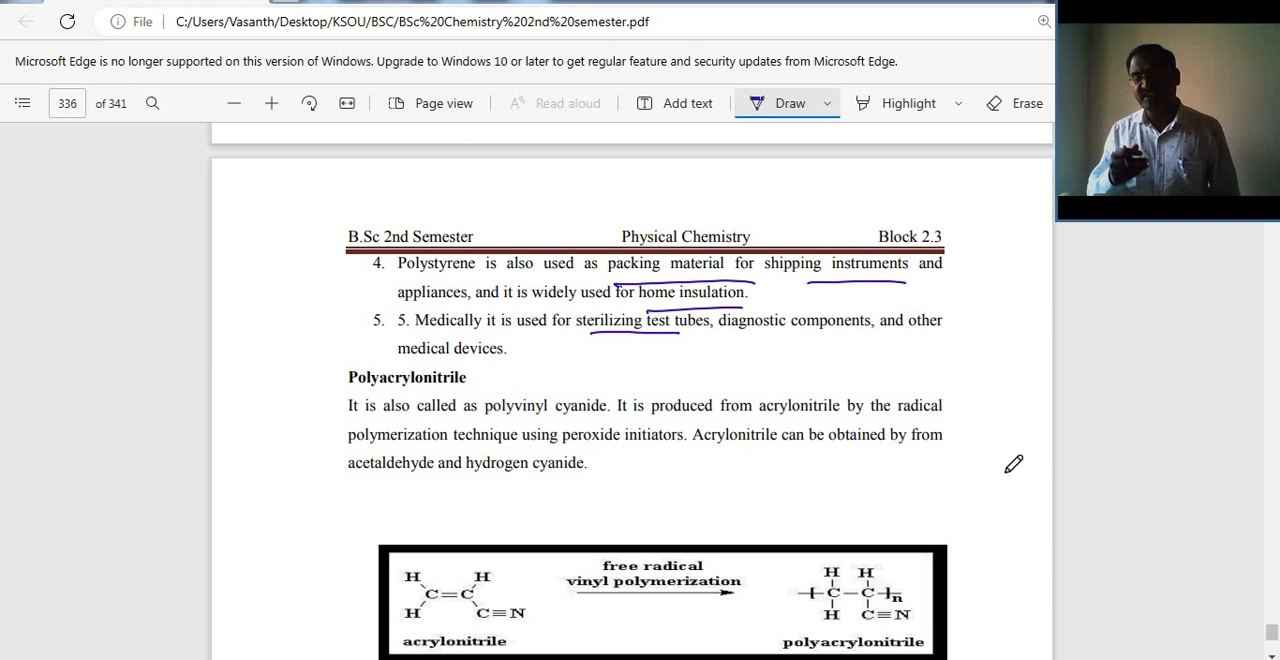 File C:/Users/Vasanth/Desktop/KSOU/BSC/BSc%20Chemistry%202nd%20semester.pdf
Microsoft Edge is no longer supported on this version of Windows. Upgrade to Windows 10 or later to get regular feature and security updates from Microsoft Edge.
336 of 341 Page view Read aloud Add text Draw Highlight Erase
B.Sc 2nd Semester Physical Chemistry Block 2.3
4. Polystyrene is also used as packing material for shipping instruments and
appliances, and it is widely used for home insulation.
5. 5. Medically it is used for sterilizing test tubes, diagnostic components, and other
medical devices.
Polyacrylonitrile
It is also called as polyvinyl cyanide. It is produced from acrylonitrile by the radical
polymerization technique using peroxide initiators. Acrylonitrile can be obtained by from
acetaldehyde and hydrogen cyanide.
free radical
vinyl polymerization
H H H H
C=C C–C n
H C≡N H C≡N
acrylonitrile polyacrylonitrile